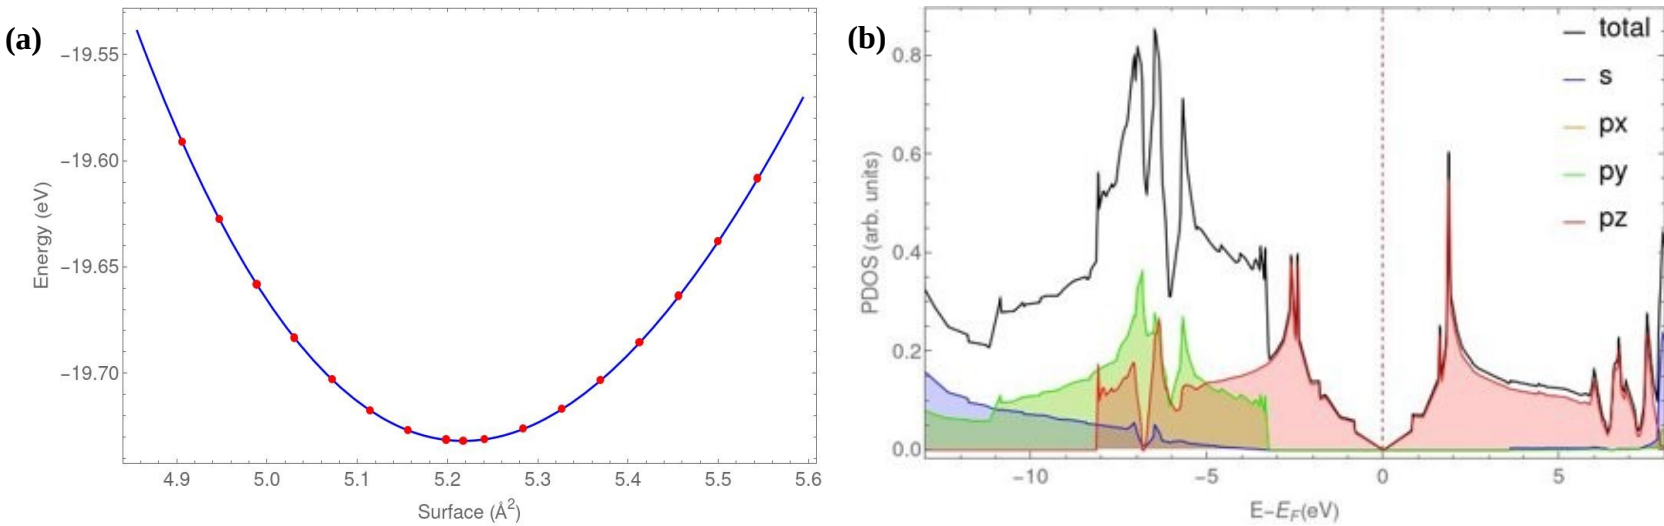 (a)
−19.55
−19.60
−19.65
−19.70
Energy (eV)
4.9 5.0 5.1 5.2 5.3 5.4 5.5 5.6
Surface (Å²)
(b)
0.8
0.6
0.4
0.2
0.0
PDOS (arb. units)
total
s
px
py
pz
−10 −5 0 5
E−E_F(eV)